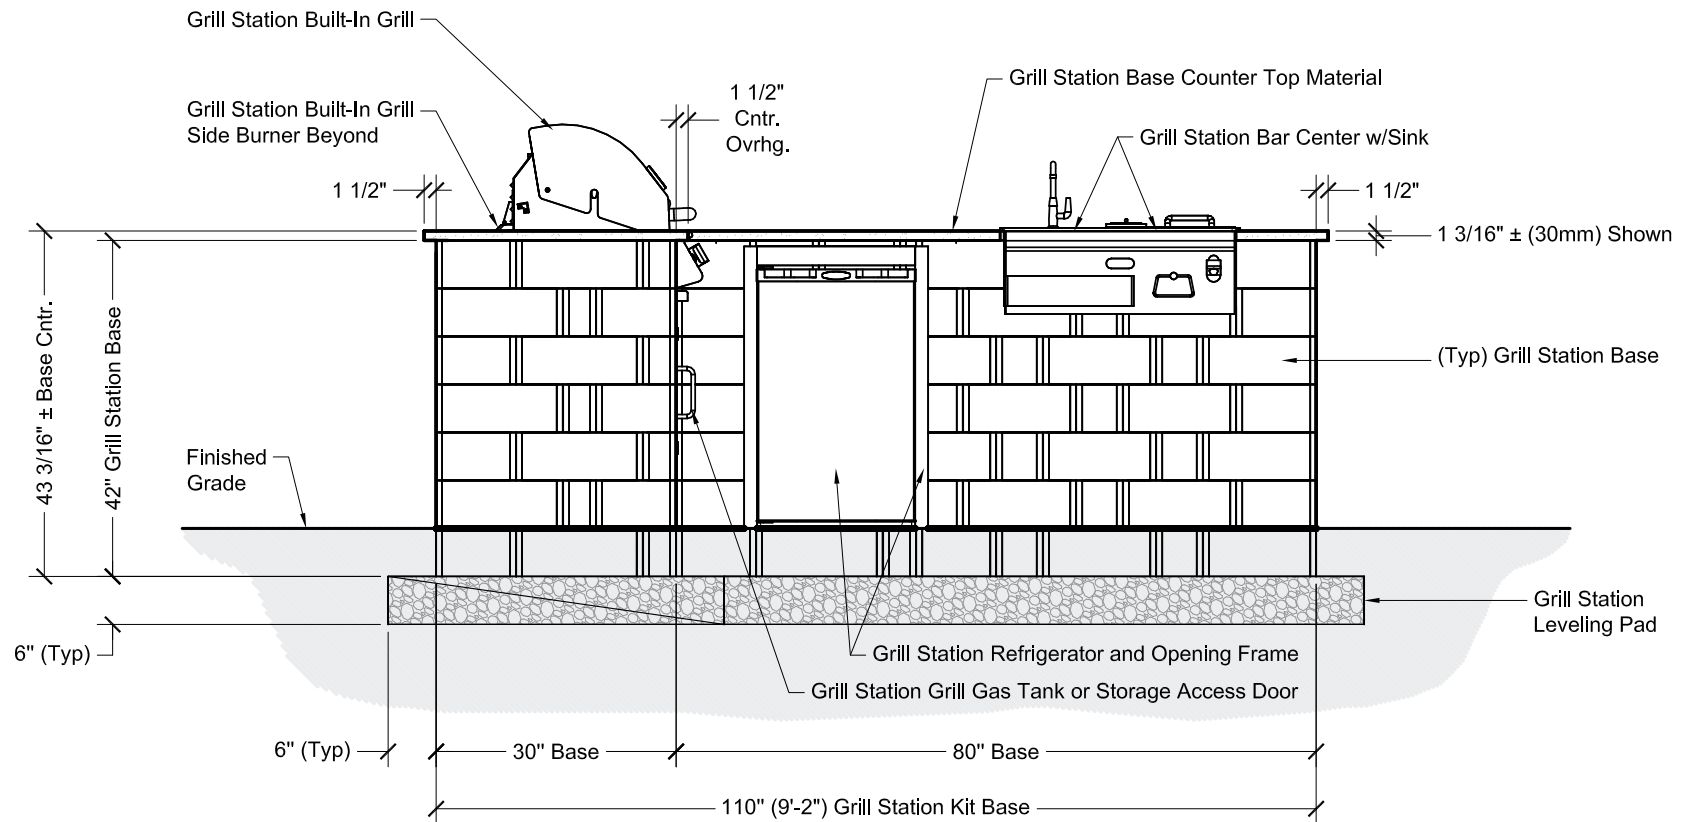 Grill Station Built-In Grill
Grill Station Built-In Grill
Side Burner Beyond
1 1/2"
Cntr.
Ovrhg.
Grill Station Base Counter Top Material
Grill Station Bar Center w/Sink
1 1/2"
1 1/2"
1 3/16" ± (30mm) Shown
43 3/16" ± Base Cntr.
42" Grill Station Base
(Typ) Grill Station Base
Finished
Grade
Grill Station
Leveling Pad
6" (Typ)
Grill Station Refrigerator and Opening Frame
Grill Station Grill Gas Tank or Storage Access Door
6" (Typ)
30" Base
80" Base
110" (9'-2") Grill Station Kit Base